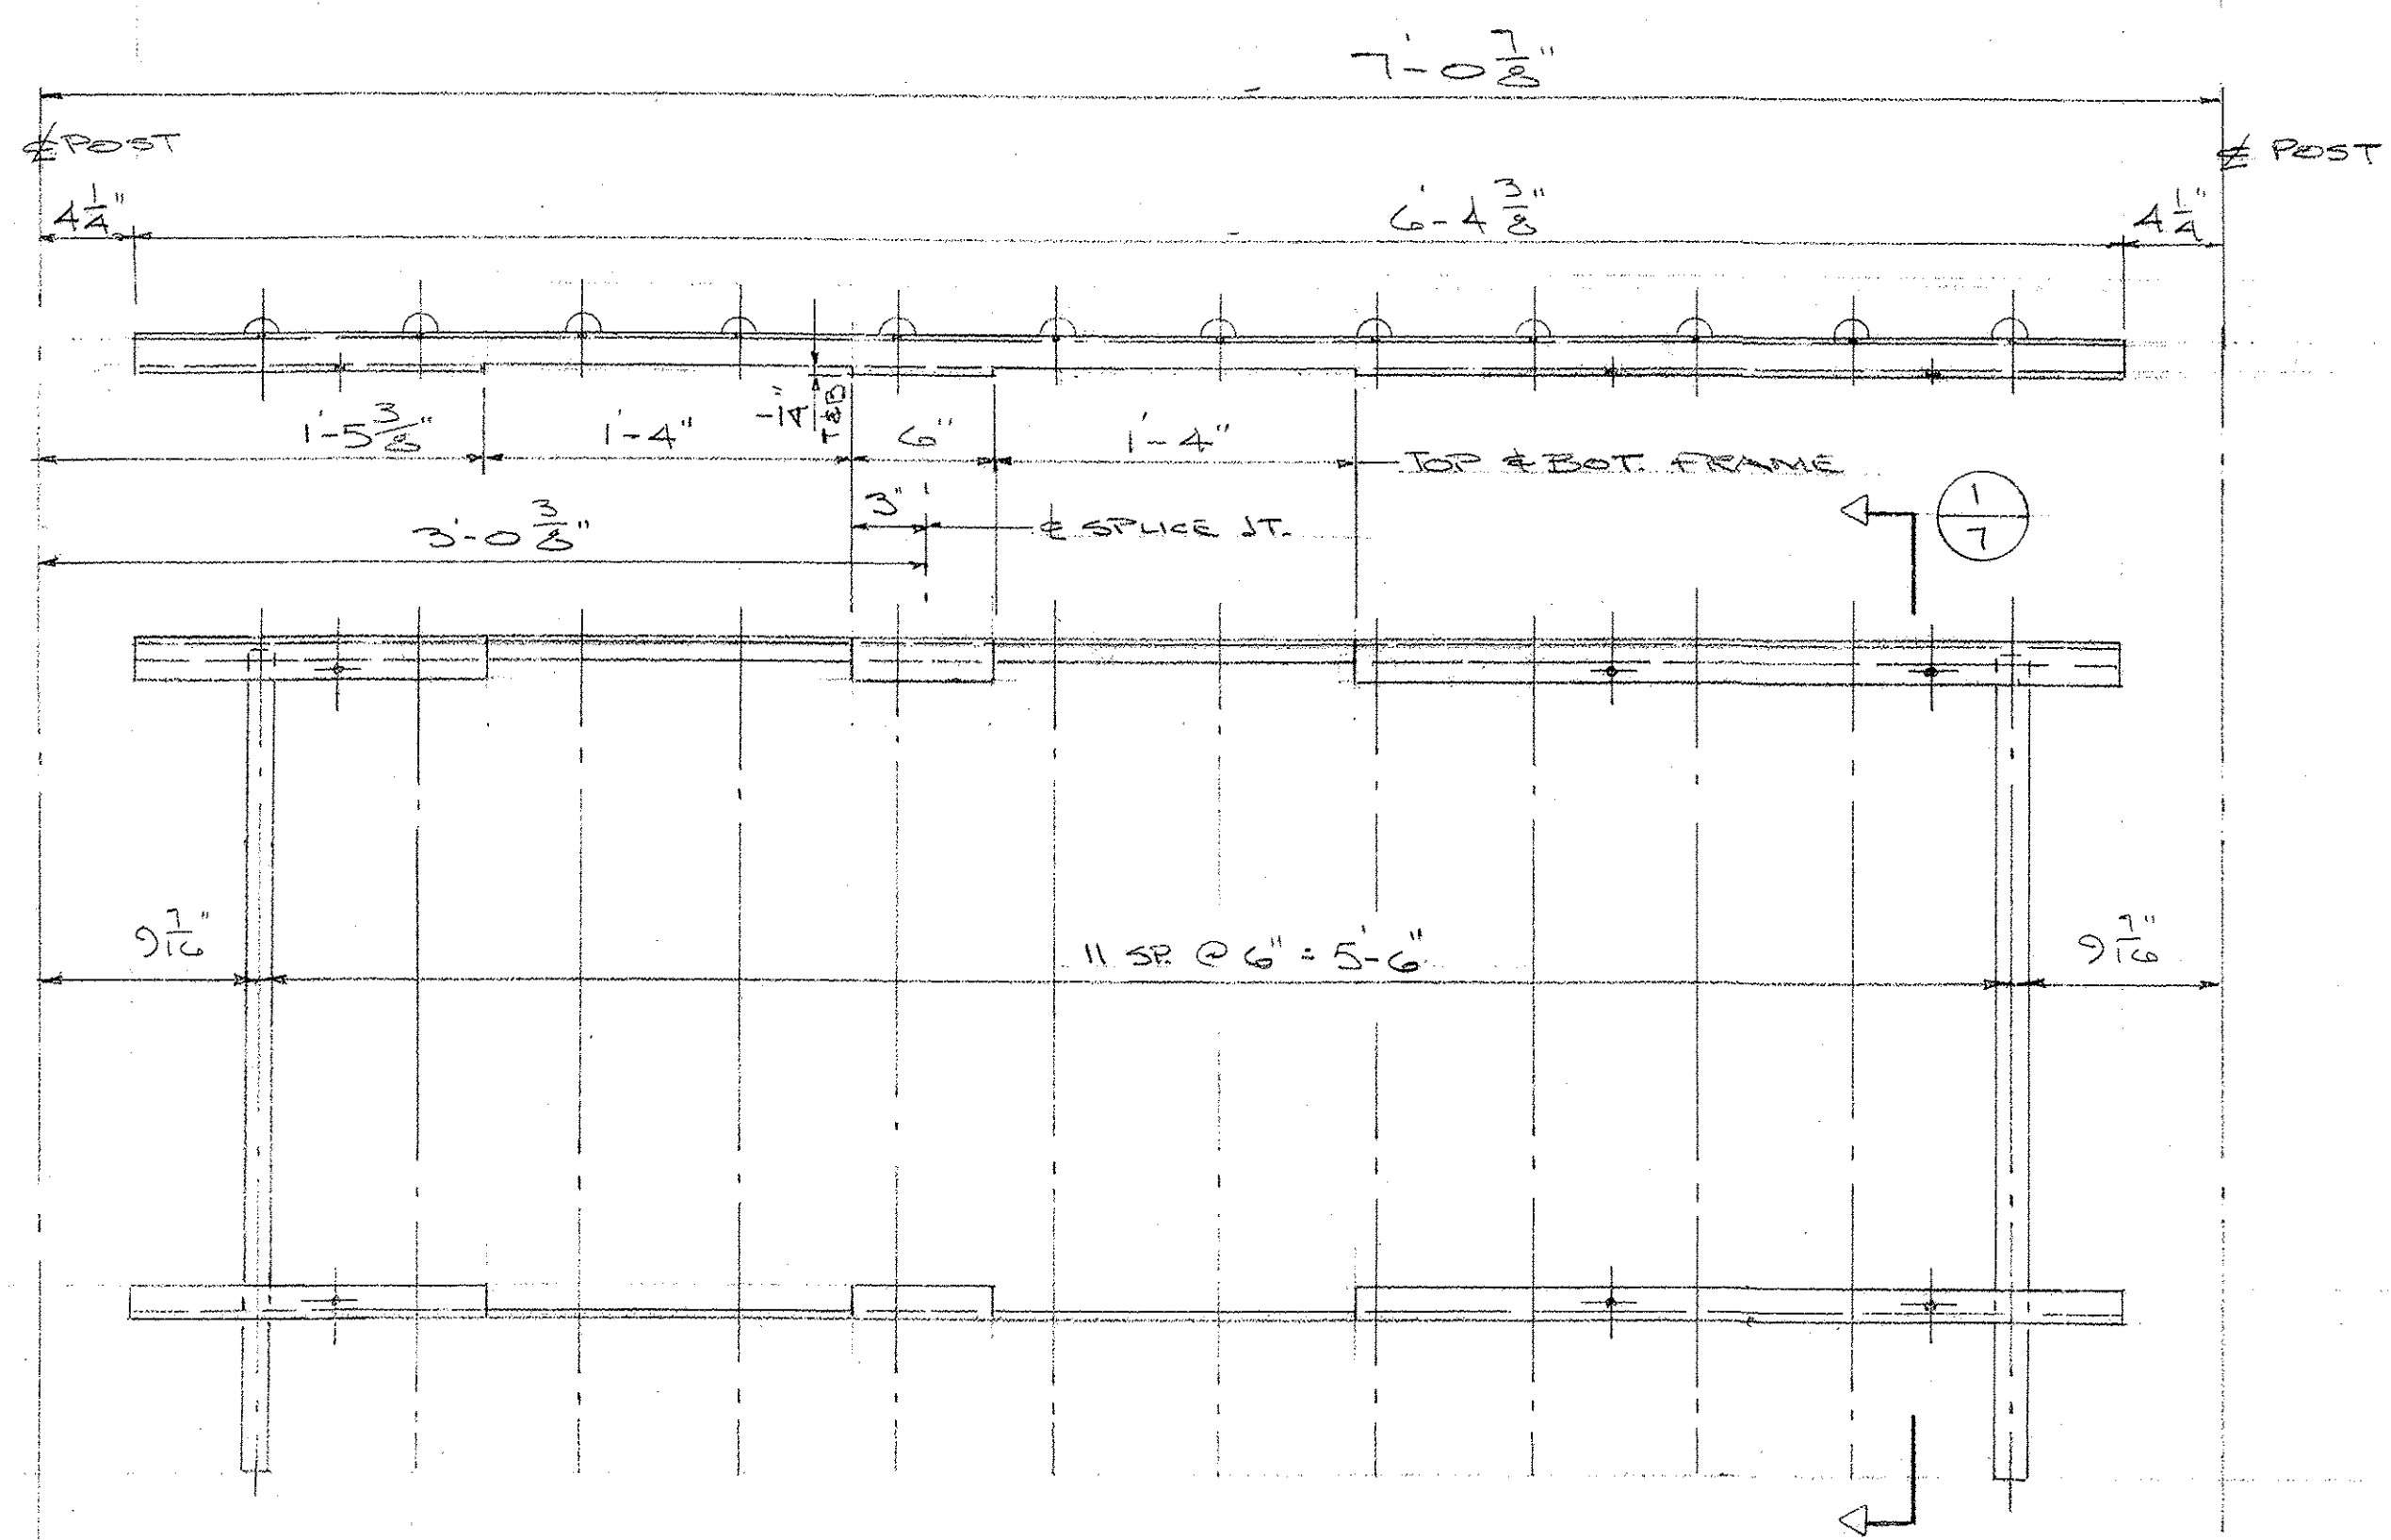 7'-0 7/8"
℄ POST
℄ POST
4 1/4"
6'-4 3/8"
4 1/4"
1'-5 3/8"
1'-4"
1/4"
T&B
6"
1'-4"
TOP & BOT. FRAME
3'-0 3/8"
3"
℄ SPLICE JT.
1
7
9 7/16"
11 SP. @ 6" = 5'-6"
9 7/16"